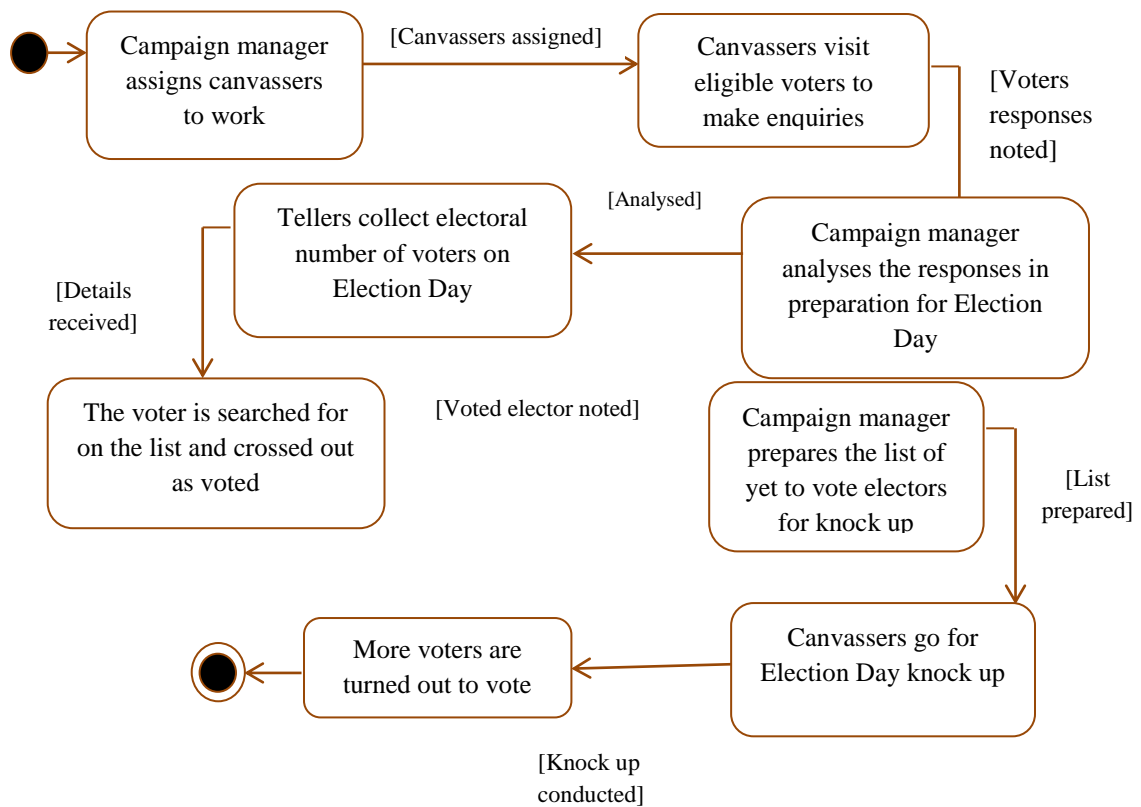 Campaign manager
assigns canvassers
to work
[Canvassers assigned]
Canvassers visit
eligible voters to
make enquiries
[Voters
responses
noted]
Campaign manager
analyses the responses in
preparation for Election
Day
[Analysed]
Tellers collect electoral
number of voters on
Election Day
[Details
received]
The voter is searched for
on the list and crossed out
as voted
[Voted elector noted]
Campaign manager
prepares the list of
yet to vote electors
for knock up
[List
prepared]
Canvassers go for
Election Day knock up
More voters are
turned out to vote
[Knock up
conducted]